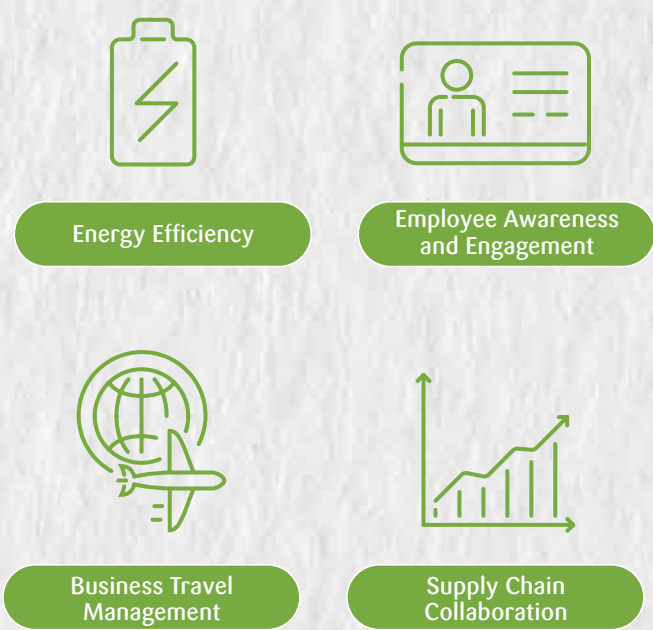 Energy Efficiency
Employee Awareness
and Engagement
Business Travel
Management
Supply Chain
Collaboration